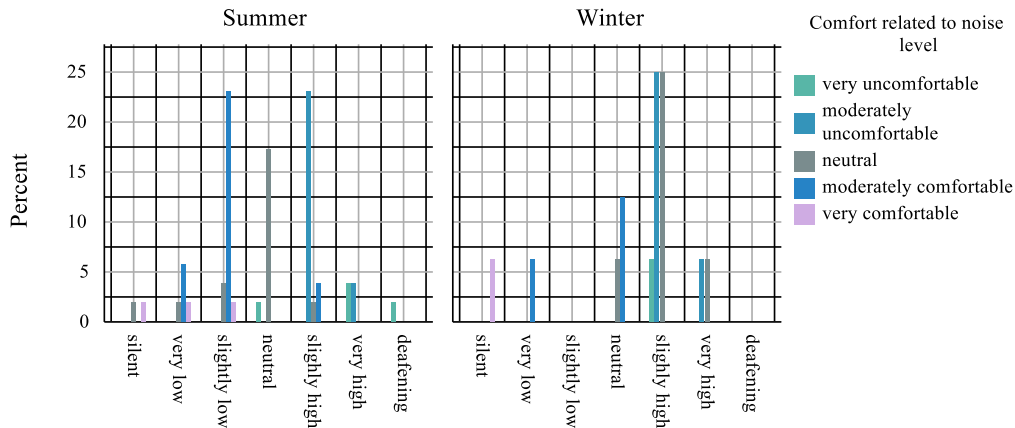 Summer
Winter
Comfort related to noise
level
very uncomfortable
moderately
uncomfortable
neutral
moderately comfortable
very comfortable
Percent
25
20
15
10
5
0
silent
very low
slightly low
neutral
slighly high
very high
deafening
silent
very low
slightly low
neutral
slighly high
very high
deafening